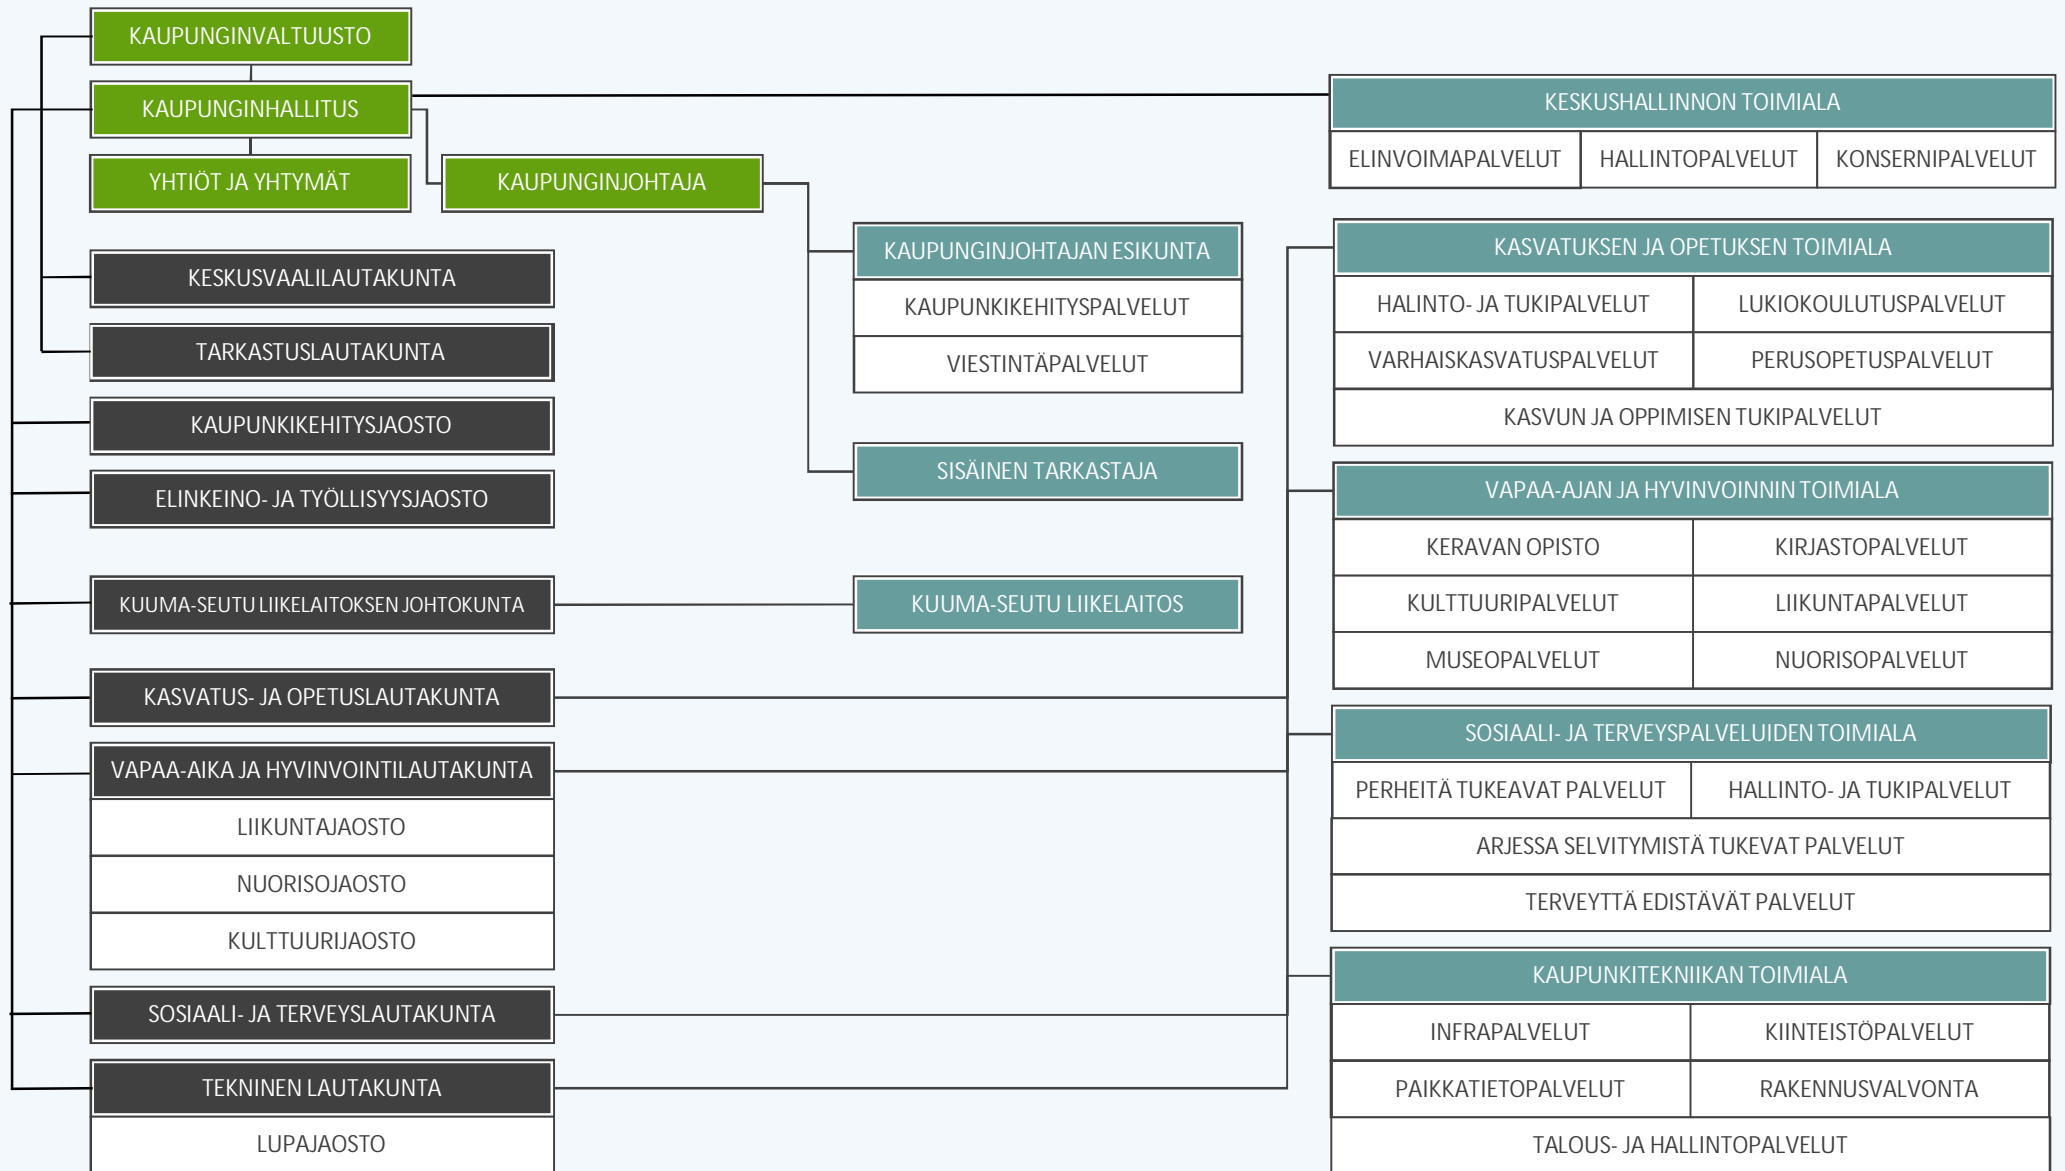 KAUPUNGINVALTUUSTO
KAUPUNGINHALLITUS
YHTIÖT JA YHTYMÄT
KAUPUNGINJOHTAJA
KESKUSVAALILAUTAKUNTA
TARKASTUSLAUTAKUNTA
KAUPUNKIKEHITYSJAOSTO
ELINKEINO- JA TYÖLLISYYSJAOSTO
KUUMA-SEUTU LIIKELAITOKSEN JOHTOKUNTA
KASVATUS- JA OPETUSLAUTAKUNTA
VAPAA-AIKA JA HYVINVOINTILAUTAKUNTA
LIIKUNTAJAOSTO
NUORISOJAOSTO
KULTTUURIJAOSTO
SOSIAALI- JA TERVEYSLAUTAKUNTA
TEKNINEN LAUTAKUNTA
LUPAJAOSTO
KAUPUNGINJOHTAJAN ESIKUNTA
KAUPUNKIKEHITYSPALVELUT
VIESTINTÄPALVELUT
SISÄINEN TARKASTAJA
KUUMA-SEUTU LIIKELAITOS
KESKUSHALLINNON TOIMIALA
ELINVOIMAPALVELUT HALLINTOPALVELUT KONSERNIPALVELUT
KASVATUKSEN JA OPETUKSEN TOIMIALA
HALINTO- JA TUKIPALVELUT LUKIOKOULUTUSPALVELUT
VARHAISKASVATUSPALVELUT PERUSOPETUSPALVELUT
KASVUN JA OPPIMISEN TUKIPALVELUT
VAPAA-AJAN JA HYVINVOINNIN TOIMIALA
KERAVAN OPISTO KIRJASTOPALVELUT
KULTTUURIPALVELUT LIIKUNTAPALVELUT
MUSEOPALVELUT NUORISOPALVELUT
SOSIAALI- JA TERVEYSPALVELUIDEN TOIMIALA
PERHEITÄ TUKEAVAT PALVELUT HALLINTO- JA TUKIPALVELUT
ARJESSA SELVITYMISTÄ TUKEVAT PALVELUT
TERVEYTTÄ EDISTÄVÄT PALVELUT
KAUPUNKITEKNIIKAN TOIMIALA
INFRAPALVELUT KIINTEISTÖPALVELUT
PAIKKATIETOPALVELUT RAKENNUSVALVONTA
TALOUS- JA HALLINTOPALVELUT